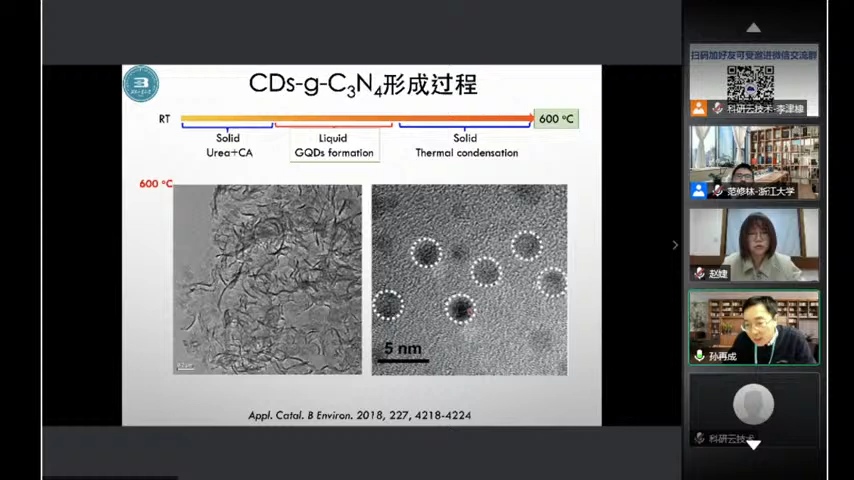 CDs-g-C3N4形成过程
RT
600 °C
Solid
Urea+CA
Liquid
GQDs formation
Solid
Thermal condensation
600 °C
5 nm
Appl. Catal. B Environ. 2018, 227, 4218-4224
扫码加好友可受邀进微信交流群
科研云技术-李津橞
范修林-浙江大学
赵婕
孙再成
科研云技术